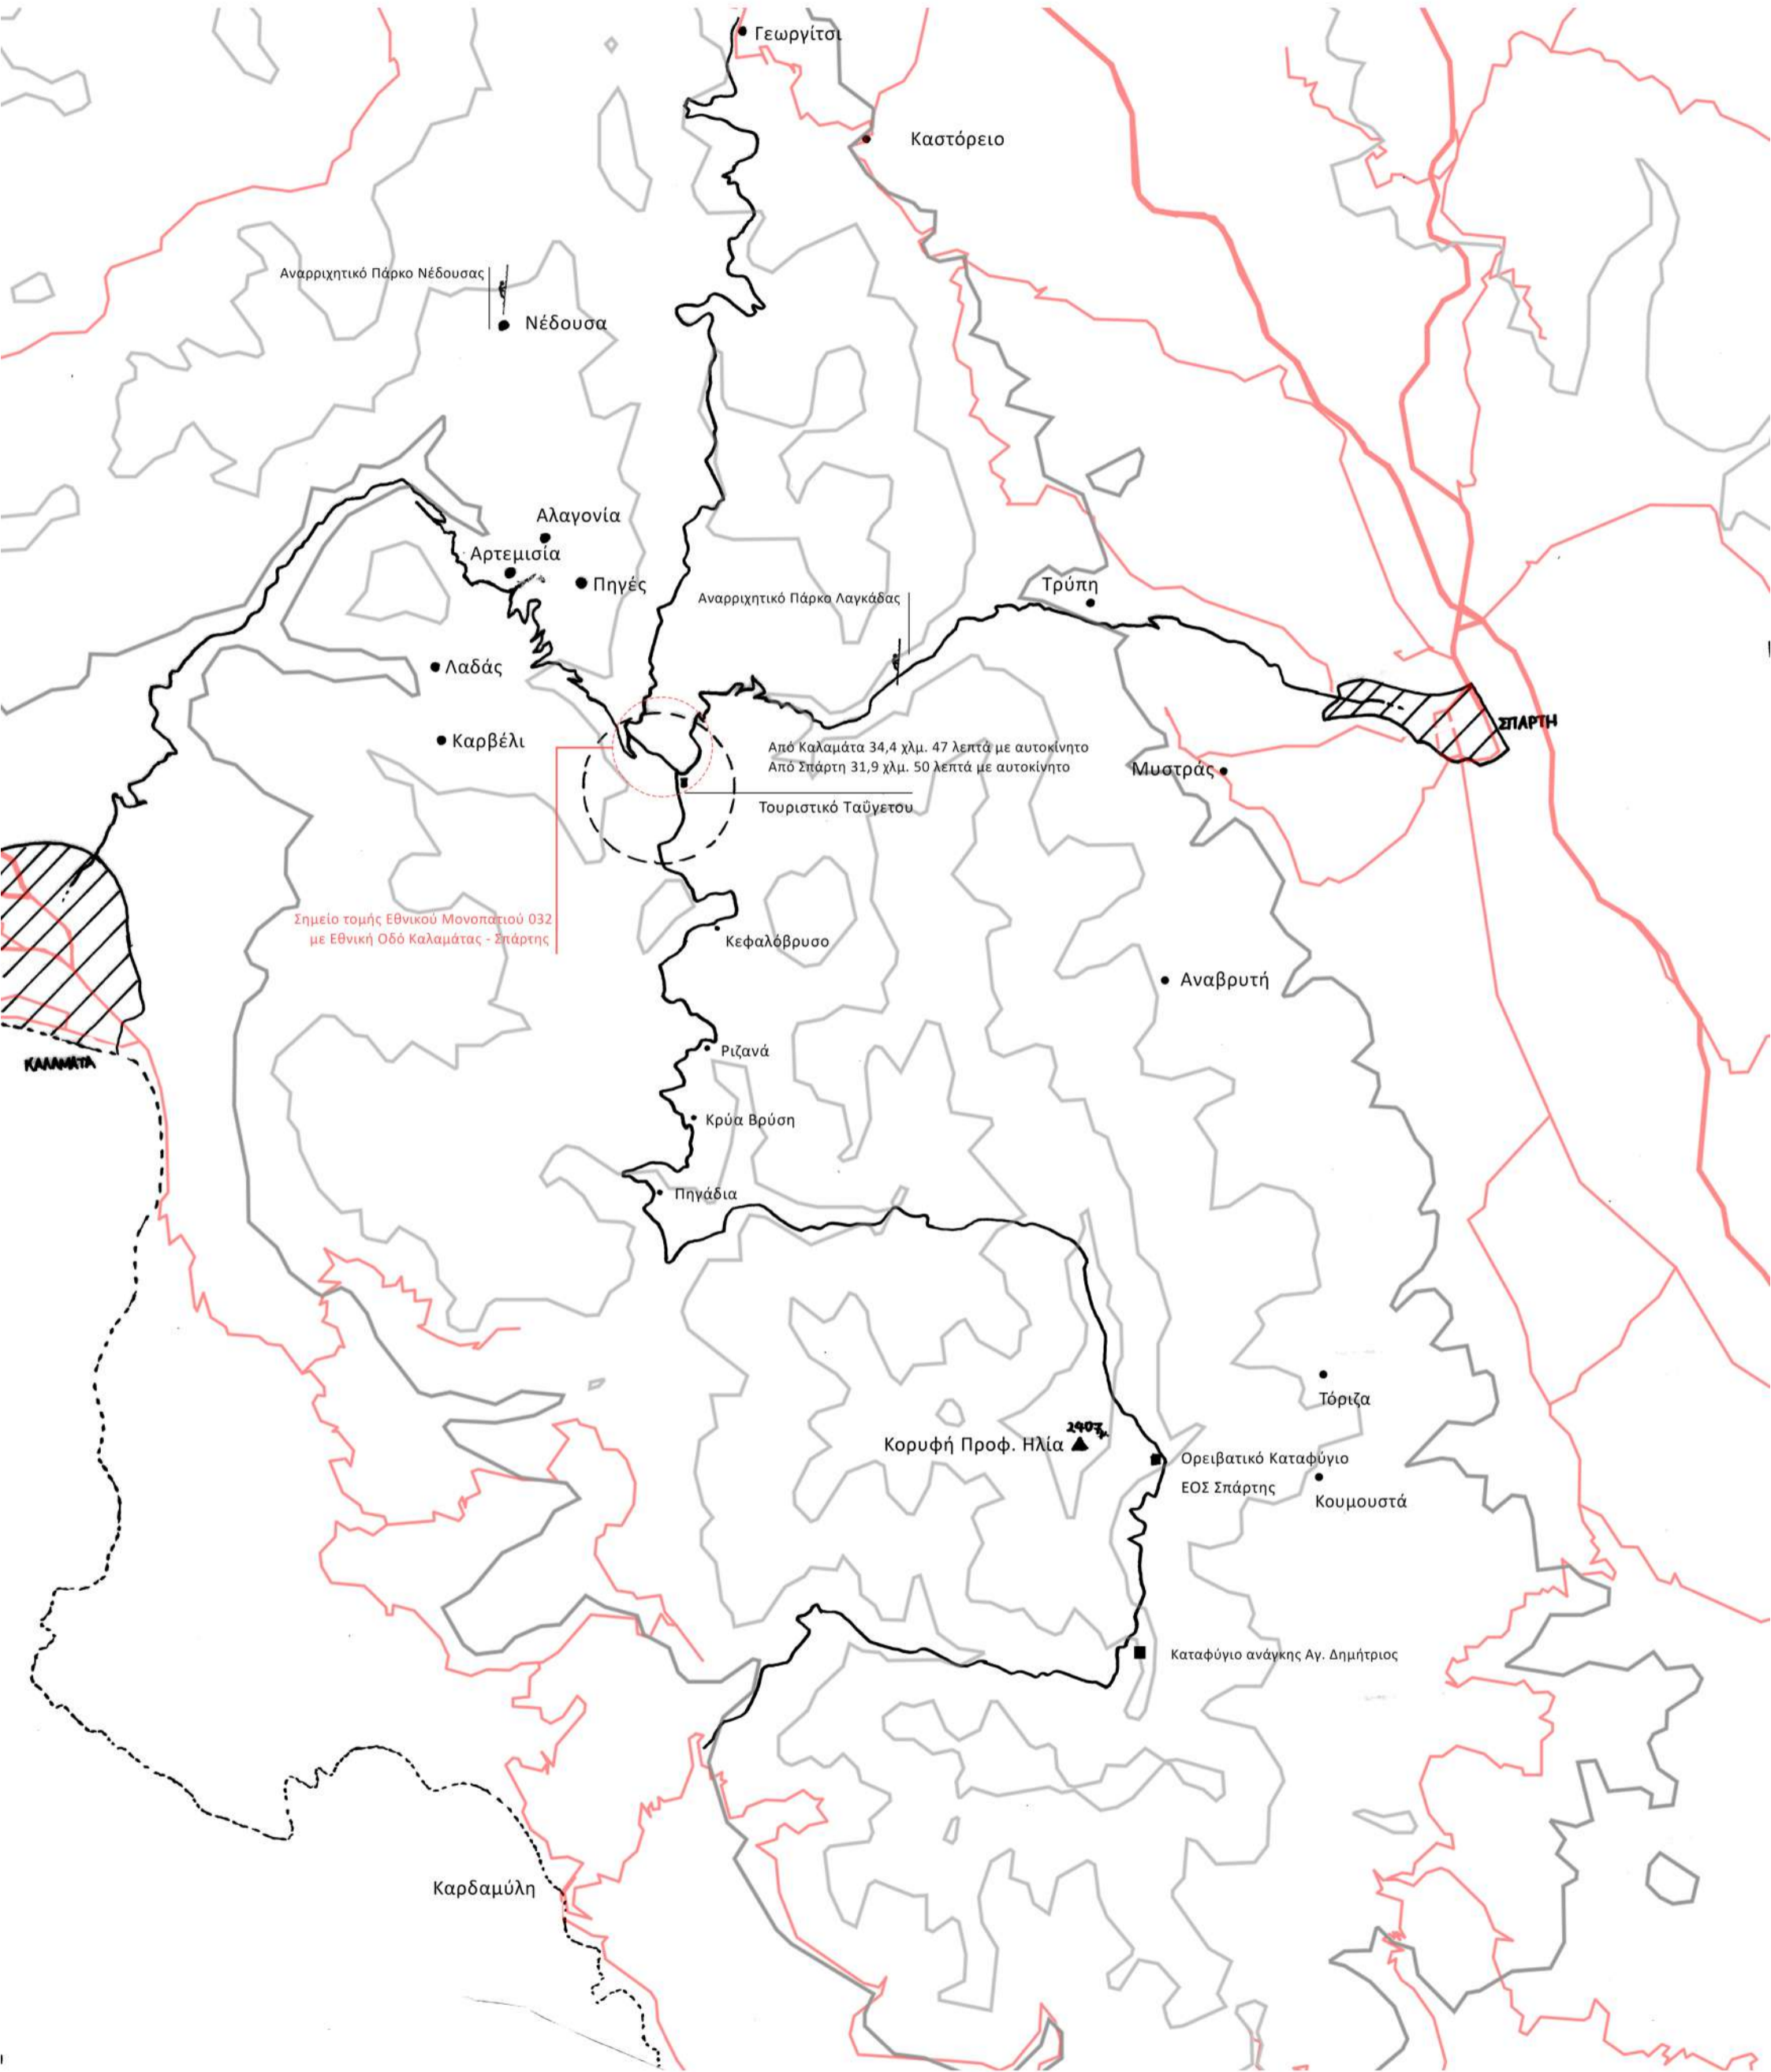 Γεωργίτσι
Καστόρειο
Αναρριχητικό Πάρκο Νέδουσας
Νέδουσα
Αλαγονία
Αρτεμισία
Πηγές
Τρύπη
Αναρριχητικό Πάρκο Λαγκάδας
Λαδάς
ΣΠΑΡΤΗ
Καρβέλι
Από Καλαμάτα 34,4 χλμ. 47 λεπτά με αυτοκίνητο
Από Σπάρτη 31,9 χλμ. 50 λεπτά με αυτοκίνητο
Μυστράς
Τουριστικό Ταΰγετου
Σημείο τομής Εθνικού Μονοπατιού 032
με Εθνική Οδό Καλαμάτας - Σπάρτης
Κεφαλόβρυσο
Αναβρυτή
Ριζανά
ΚΑΛΑΜΑΤΑ
Κρύα Βρύση
Πηγάδια
Τόριζα
2407μ
Κορυφή Προφ. Ηλία
Ορειβατικό Καταφύγιο
ΕΟΣ Σπάρτης
Κουμουστά
Καταφύγιο ανάγκης Αγ. Δημήτριος
Καρδαμύλη